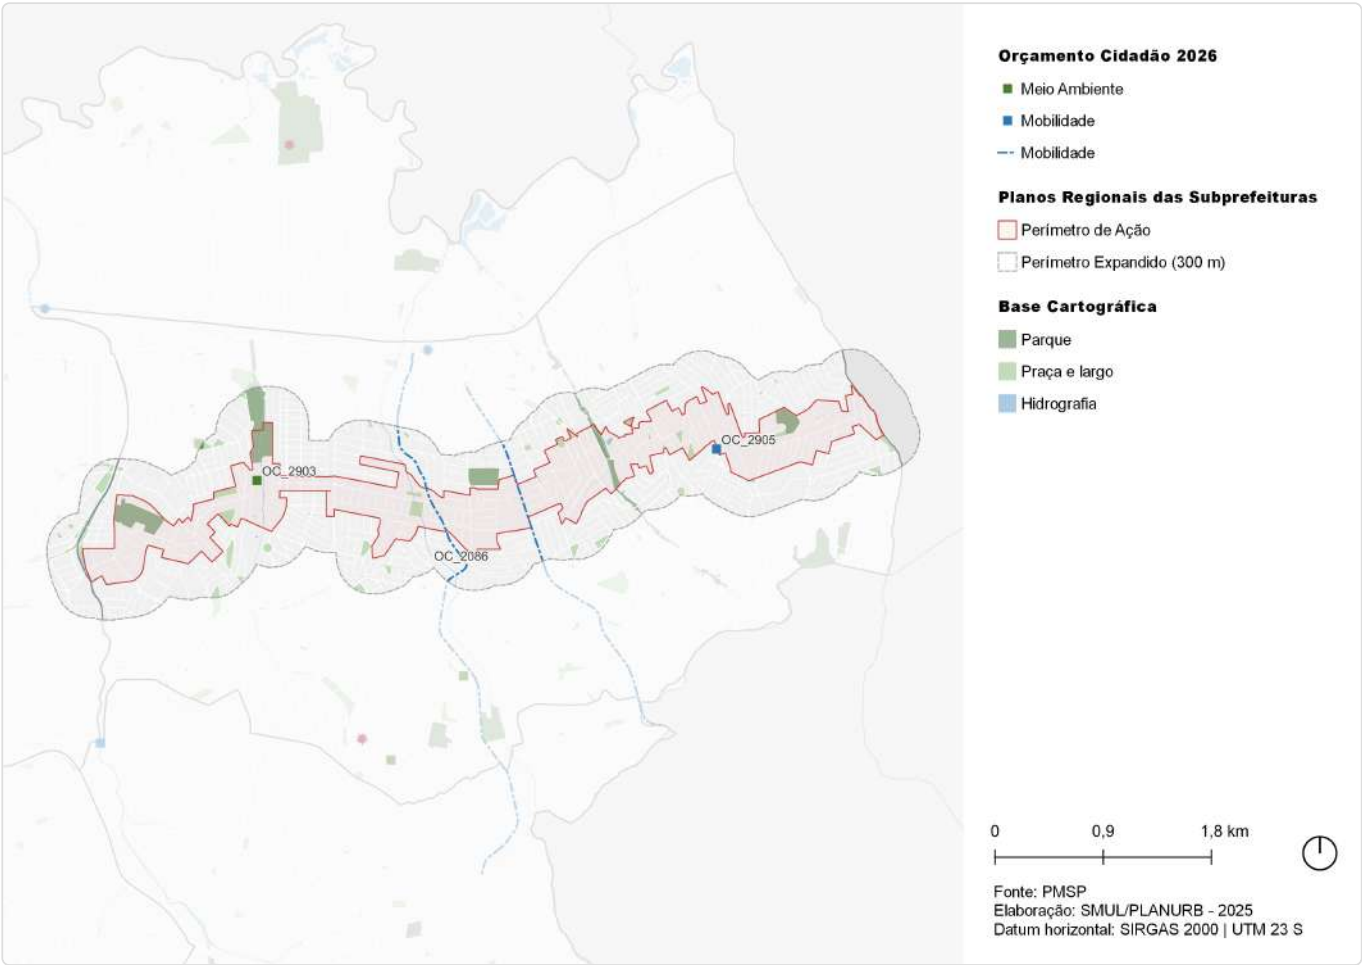 Orçamento Cidadão 2026
Meio Ambiente
Mobilidade
Mobilidade
Planos Regionais das Subprefeituras
Perímetro de Ação
Perímetro Expandido (300 m)
Base Cartográfica
Parque
Praça e largo
Hidrografia
OC_2905
OC_2903
OC_2086
0 0,9 1,8 km
Fonte: PMSP
Elaboração: SMUL/PLANURB - 2025
Datum horizontal: SIRGAS 2000 | UTM 23 S